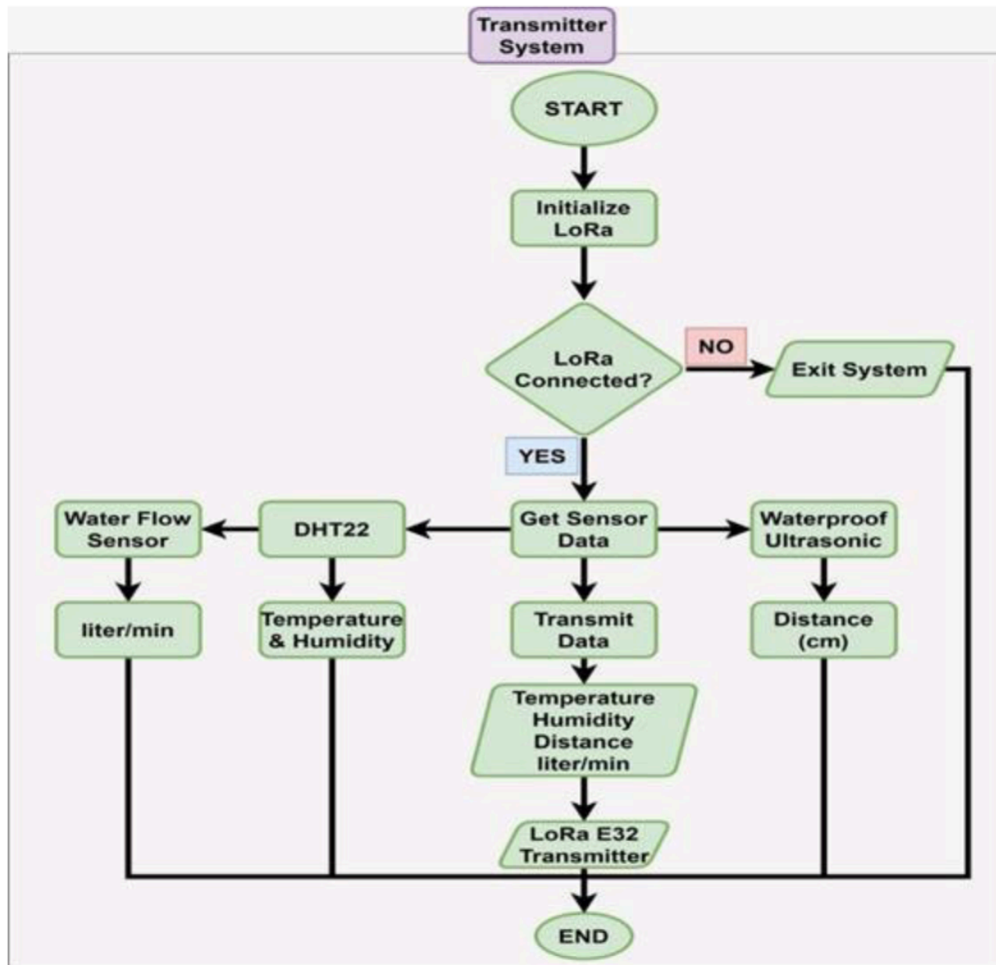 Transmitter
System
START
Initialize
LoRa
LoRa
Connected?
NO
Exit System
YES
Water Flow
Sensor
DHT22
Get Sensor
Data
Waterproof
Ultrasonic
liter/min
Temperature
& Humidity
Transmit
Data
Distance
(cm)
Temperature
Humidity
Distance
liter/min
LoRa E32
Transmitter
END